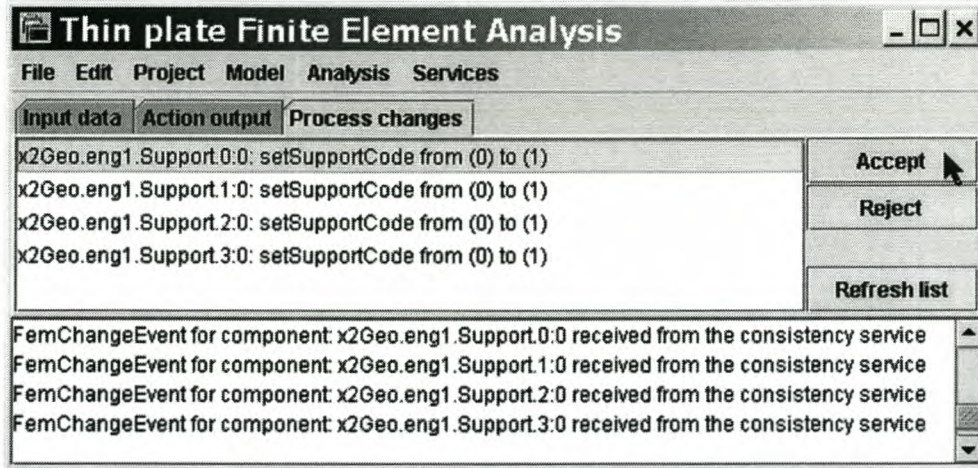 Thin plate Finite Element Analysis
File Edit Project Model Analysis Services
Input data Action output Process changes
x2Geo.eng1.Support.0:0: setSupportCode from (0) to (1)
x2Geo.eng1.Support.1:0: setSupportCode from (0) to (1)
x2Geo.eng1.Support.2:0: setSupportCode from (0) to (1)
x2Geo.eng1.Support.3:0: setSupportCode from (0) to (1)
Accept
Reject
Refresh list
FemChangeEvent for component: x2Geo.eng1.Support.0:0 received from the consistency service
FemChangeEvent for component: x2Geo.eng1.Support.1:0 received from the consistency service
FemChangeEvent for component: x2Geo.eng1.Support.2:0 received from the consistency service
FemChangeEvent for component: x2Geo.eng1.Support.3:0 received from the consistency service